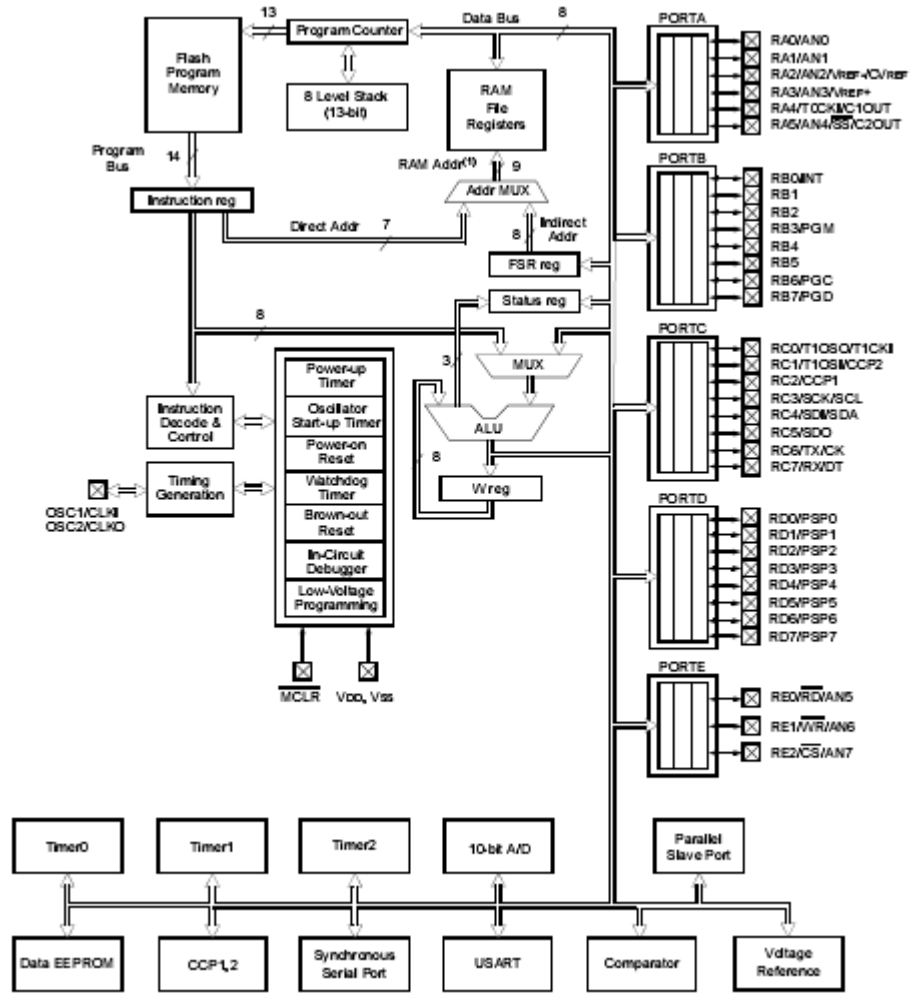 13
Program Counter
Data Bus
8
Flash
Program
Memory
8 Level Stack
(13-bit)
RAM
File
Registers
Program
Bus
14
RAM Addr(1)
9
Addr MUX
Instruction reg
Direct Addr
7
8
Indirect
Addr
FSR reg
Status reg
8
3
MUX
Power-up
Timer
Oscillator
Start-up Timer
Power-on
Reset
Watchdog
Timer
Brown-out
Reset
In-Circuit
Debugger
Low-Voltage
Programming
Instruction
Decode &
Control
Timing
Generation
OSC1/CLKI
OSC2/CLKO
ALU
8
W reg
MCLR
VDD, VSS
PORTA
RA0/AN0
RA1/AN1
RA2/AN2/VREF-/CVREF
RA3/AN3/VREF+
RA4/T0CKI/C1OUT
RA5/AN4/SS/C2OUT
PORTB
RB0/INT
RB1
RB2
RB3/PGM
RB4
RB5
RB6/PGC
RB7/PGD
PORTC
RC0/T1OSO/T1CKI
RC1/T1OSI/CCP2
RC2/CCP1
RC3/SCK/SCL
RC4/SDI/SDA
RC5/SDO
RC6/TX/CK
RC7/RX/DT
PORTD
RD0/PSP0
RD1/PSP1
RD2/PSP2
RD3/PSP3
RD4/PSP4
RD5/PSP5
RD6/PSP6
RD7/PSP7
PORTE
RE0/RD/AN5
RE1/WR/AN6
RE2/CS/AN7
Timer0
Timer1
Timer2
10-bit A/D
Parallel
Slave Port
Data EEPROM
CCP1,2
Synchronous
Serial Port
USART
Comparator
Voltage
Reference